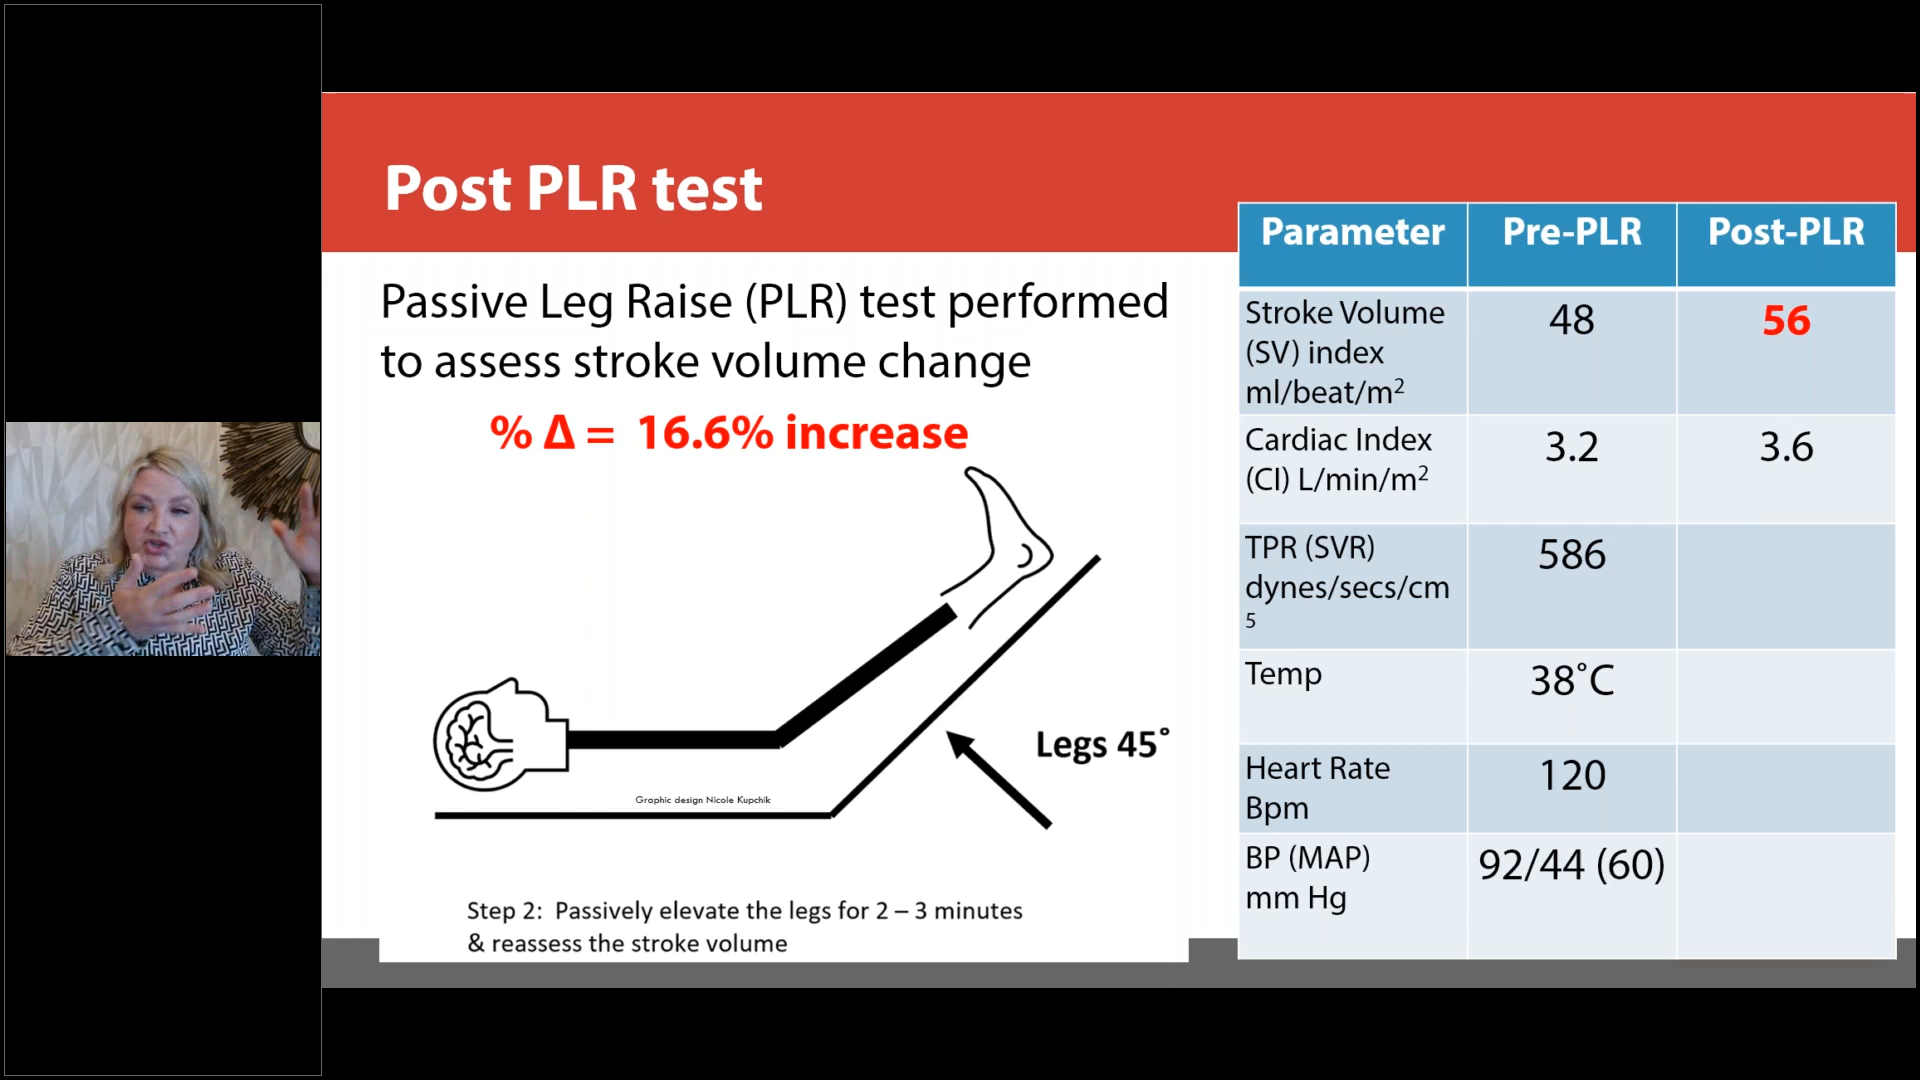 Post PLR test
Passive Leg Raise (PLR) test performed
to assess stroke volume change
% Δ = 16.6% increase
Legs 45˚
Graphic design Nicole Kupchik
Step 2: Passively elevate the legs for 2 – 3 minutes
& reassess the stroke volume
Parameter Pre-PLR Post-PLR
Stroke Volume 48 56
(SV) index
ml/beat/m²
Cardiac Index 3.2 3.6
(CI) L/min/m²
TPR (SVR) 586
dynes/secs/cm
5
Temp 38˚C
Heart Rate 120
Bpm
BP (MAP) 92/44 (60)
mm Hg